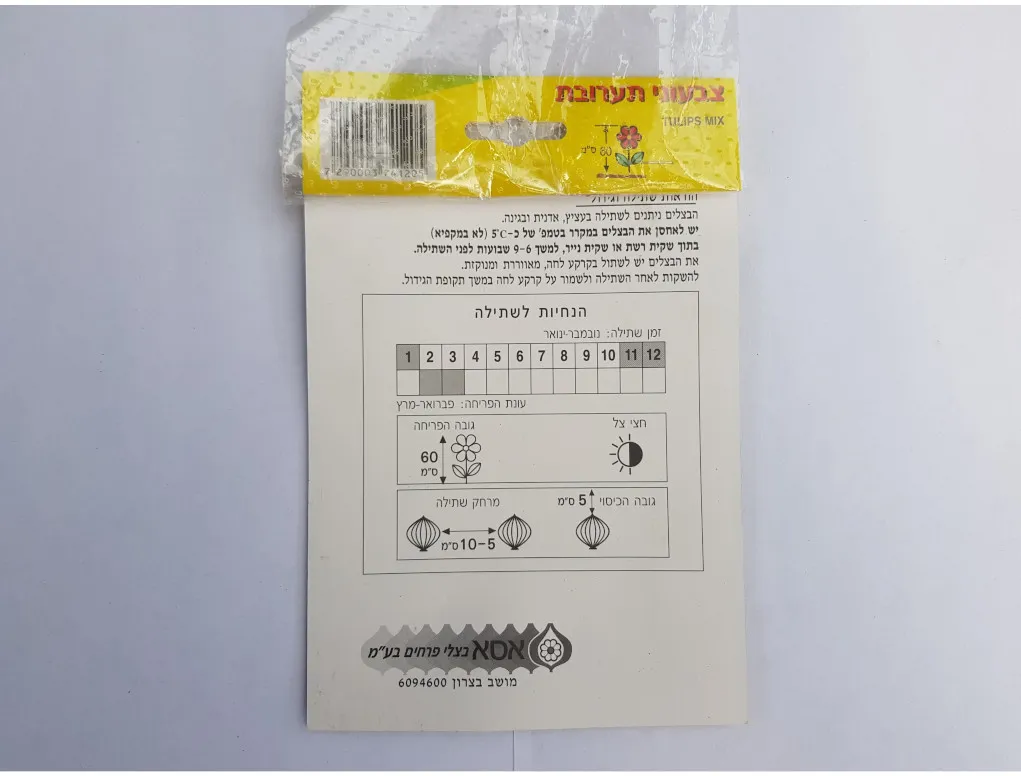 צבעוני תערובת
TULIPS MIX
ס"מ
הוראות שתילה וגידול
הבצלים ניתנים לשתילה בעציץ, אדנית ובגינה.
יש לאחסן את הבצלים במקרר בטמפ' של כ-5°C (לא במקפיא)
בתוך שקית רשת או שקית נייר, למשך 9-6 שבועות לפני השתילה.
את הבצלים יש לשתול בקרקע לחה, מאווררת ומנוקזת.
להשקות לאחר השתילה ולשמור על קרקע לחה במשך תקופת הגידול.
הנחיות לשתילה
זמן שתילה: נובמבר-ינואר
1 2 3 4 5 6 7 8 9 10 11 12
עונת הפריחה: פברואר-מרץ
חצי צל
גובה הפריחה
60
ס"מ
גובה הכיסוי 5 ס"מ
מרחק שתילה
10-5 ס"מ
אסא בצלי פרחים בע"מ
מושב בצרון 6094600